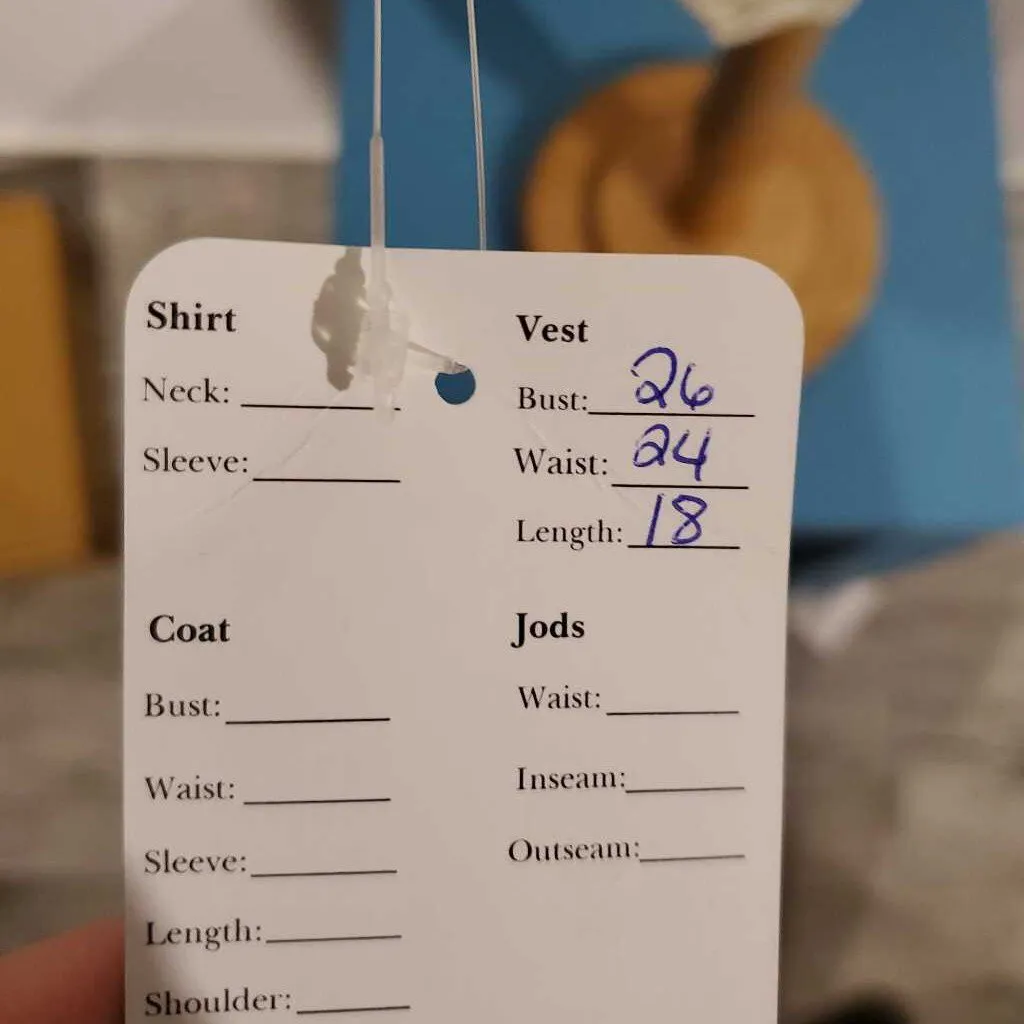 Shirt
Neck:
Sleeve:
Vest
Bust: 26
Waist: 24
Length: 18
Coat
Bust:
Waist:
Sleeve:
Length:
Shoulder:
Jods
Waist:
Inseam:
Outseam: